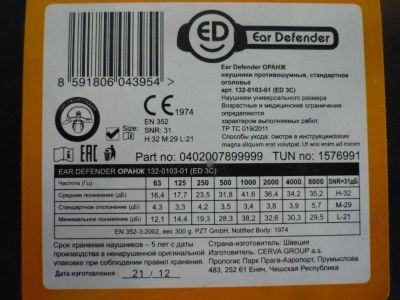 ED Ear Defender
8 591806 043954 >
Ear Defender ОРАНЖ
наушники противошумные, стандартное
оголовье
арт. 132-0103-01 (ED 3C)
Наушники универсального размера
Возрастные и медицинские ограничения
определяются
характером выполняемых работ.
ТР ТС 019/2011
Способы ухода: смотри в инструкцииdolore
magna aliquam erat volutpat. Ut wisi enim ad minim
CE 1974
EN 352
Size:
SNR: 31
H:32 M:29 L:21
EAC
Part no: 0402007899999 TUN no: 1576991
EAR DEFENDER ОРАНЖ 132-0103-01 (ED 3C)
Частота (Гц) 63 125 250 500 1000 2000 4000 8000 SNR=31дБ
Среднее понижение (дБ) 16,4 17,7 23,5 31,8 41,6 36,4 34,2 35,2 H-32
Стандартное отклонение (дБ) 4,3 3,3 4,2 3,5 3,4 3,8 3,9 5,7 M-29
Минимальное понижение (дБ) 12,1 14,4 19,3 28,3 38,2 32,6 30,3 29,5 L-21
EN 352-3:2002, вес 300 г. PZT GmbH, Notified Body: 1974
Срок хранения наушников – 5 лет с даты
производства в ненарушенной оригинальной
упаковке при соблюдении правил хранения.
Дата изготовления 21 / 12
Страна производства: Швеция
Изготовитель: CERVA GROUP a.s.
Промзона Парк Прага-Аэропорт, Прумыслова
483, 252 61 Енеч, Чешская Республика